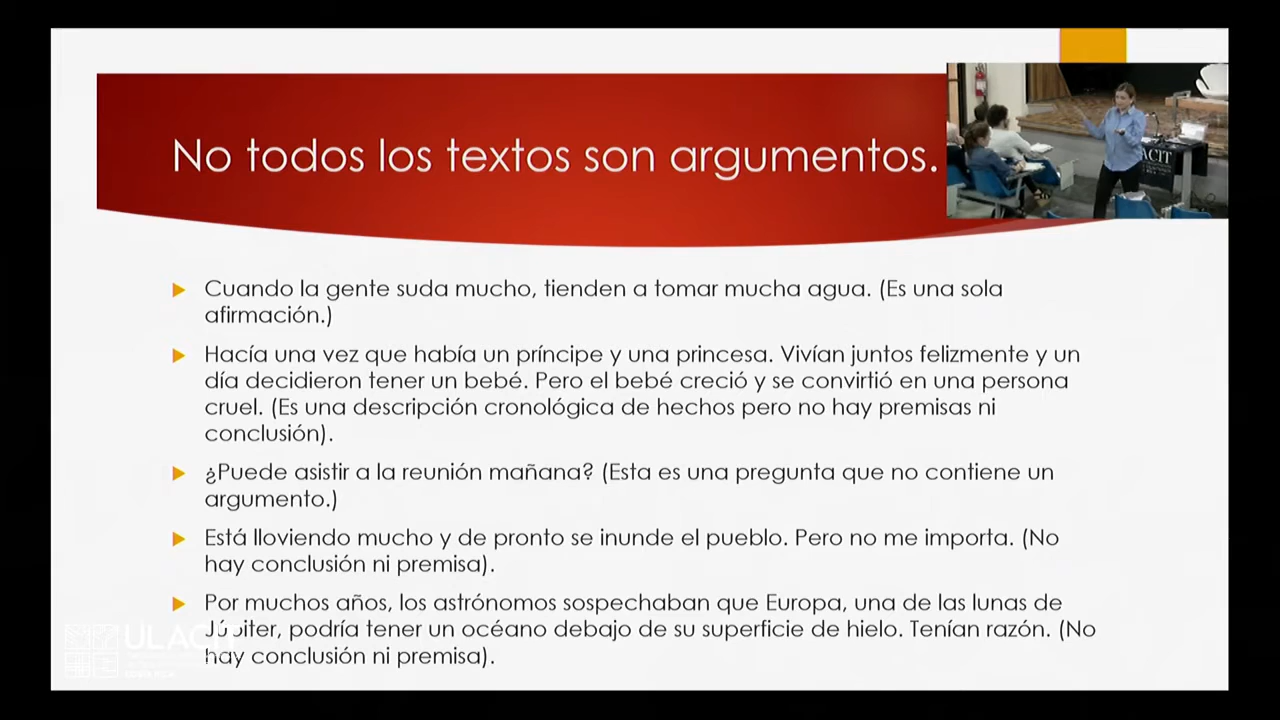 No todos los textos son argumentos.
ACIT
Cuando la gente suda mucho, tienden a tomar mucha agua. (Es una sola
afirmación.)
Hacía una vez que había un príncipe y una princesa. Vivían juntos felizmente y un
día decidieron tener un bebé. Pero el bebé creció y se convirtió en una persona
cruel. (Es una descripción cronológica de hechos pero no hay premisas ni
conclusión).
¿Puede asistir a la reunión mañana? (Esta es una pregunta que no contiene un
argumento.)
Está lloviendo mucho y de pronto se inunde el pueblo. Pero no me importa. (No
hay conclusión ni premisa).
Por muchos años, los astrónomos sospechaban que Europa, una de las lunas de
Júpiter, podría tener un océano debajo de su superficie de hielo. Tenían razón. (No
hay conclusión ni premisa).
ULACIT